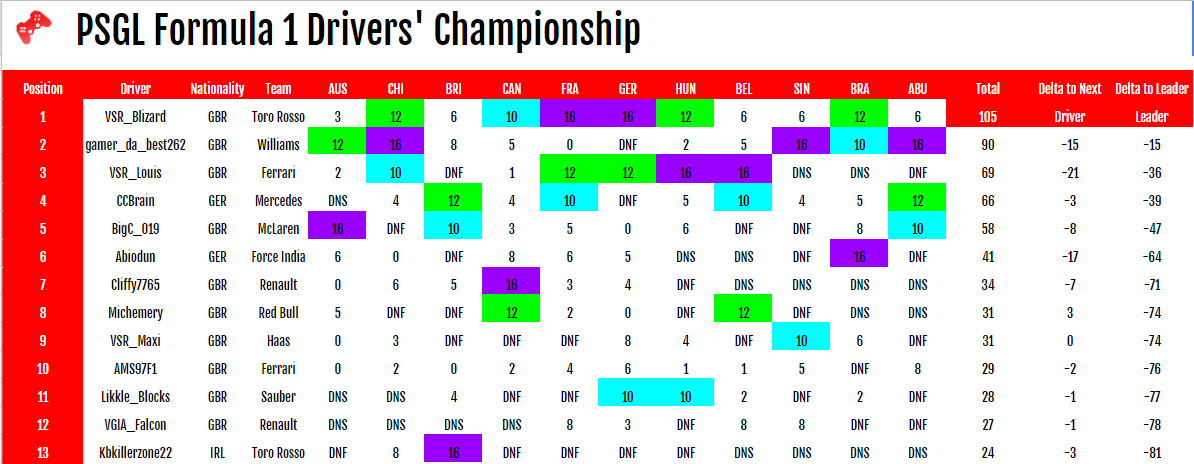 PSGL Formula 1 Drivers' Championship
Position Driver Nationality Team AUS CHI BRI CAN FRA GER HUN BEL SIN BRA ABU Total Delta to Next Delta to Leader
1 VSR_Blizard GBR Toro Rosso 3 12 6 10 16 16 12 6 6 12 6 105 Driver Leader
2 gamer_da_best262 GBR Williams 12 16 8 5 0 DNF 2 5 16 10 16 90 -15 -15
3 VSR_Louis GBR Ferrari 2 10 DNF 1 12 12 16 16 DNS DNS DNF 69 -21 -36
4 CCBrain GER Mercedes DNS 4 12 4 10 DNF 5 10 4 5 12 66 -3 -39
5 BigC_019 GBR McLaren 16 DNF 10 3 5 0 6 DNF DNF 8 10 58 -8 -47
6 Abiodun GER Force India 6 0 DNF 8 6 5 DNS DNS DNF 16 DNF 41 -17 -64
7 Cliffy7765 GBR Renault 0 6 5 16 3 4 DNF DNS DNS DNS DNS 34 -7 -71
8 Michemery GBR Red Bull 5 DNF DNF 12 2 0 DNF 12 DNF DNS DNS 31 3 -74
9 VSR_Maxi GBR Haas 0 3 DNF DNF DNF 8 4 DNF 10 6 DNF 31 0 -74
10 AMS97F1 GBR Ferrari 0 2 0 2 4 6 1 1 5 DNF 8 29 -2 -76
11 Likkle_Blocks GBR Sauber DNS DNS 4 DNF DNF 10 10 2 DNF 2 DNF 28 -1 -77
12 VGIA_Falcon GBR Renault DNS DNS DNS DNS 8 3 DNF 8 8 DNF DNF 27 -1 -78
13 Kbkillerzone22 IRL Toro Rosso DNF 8 16 DNF DNF DNF DNS DNS DNS DNS DNS 24 -3 -81